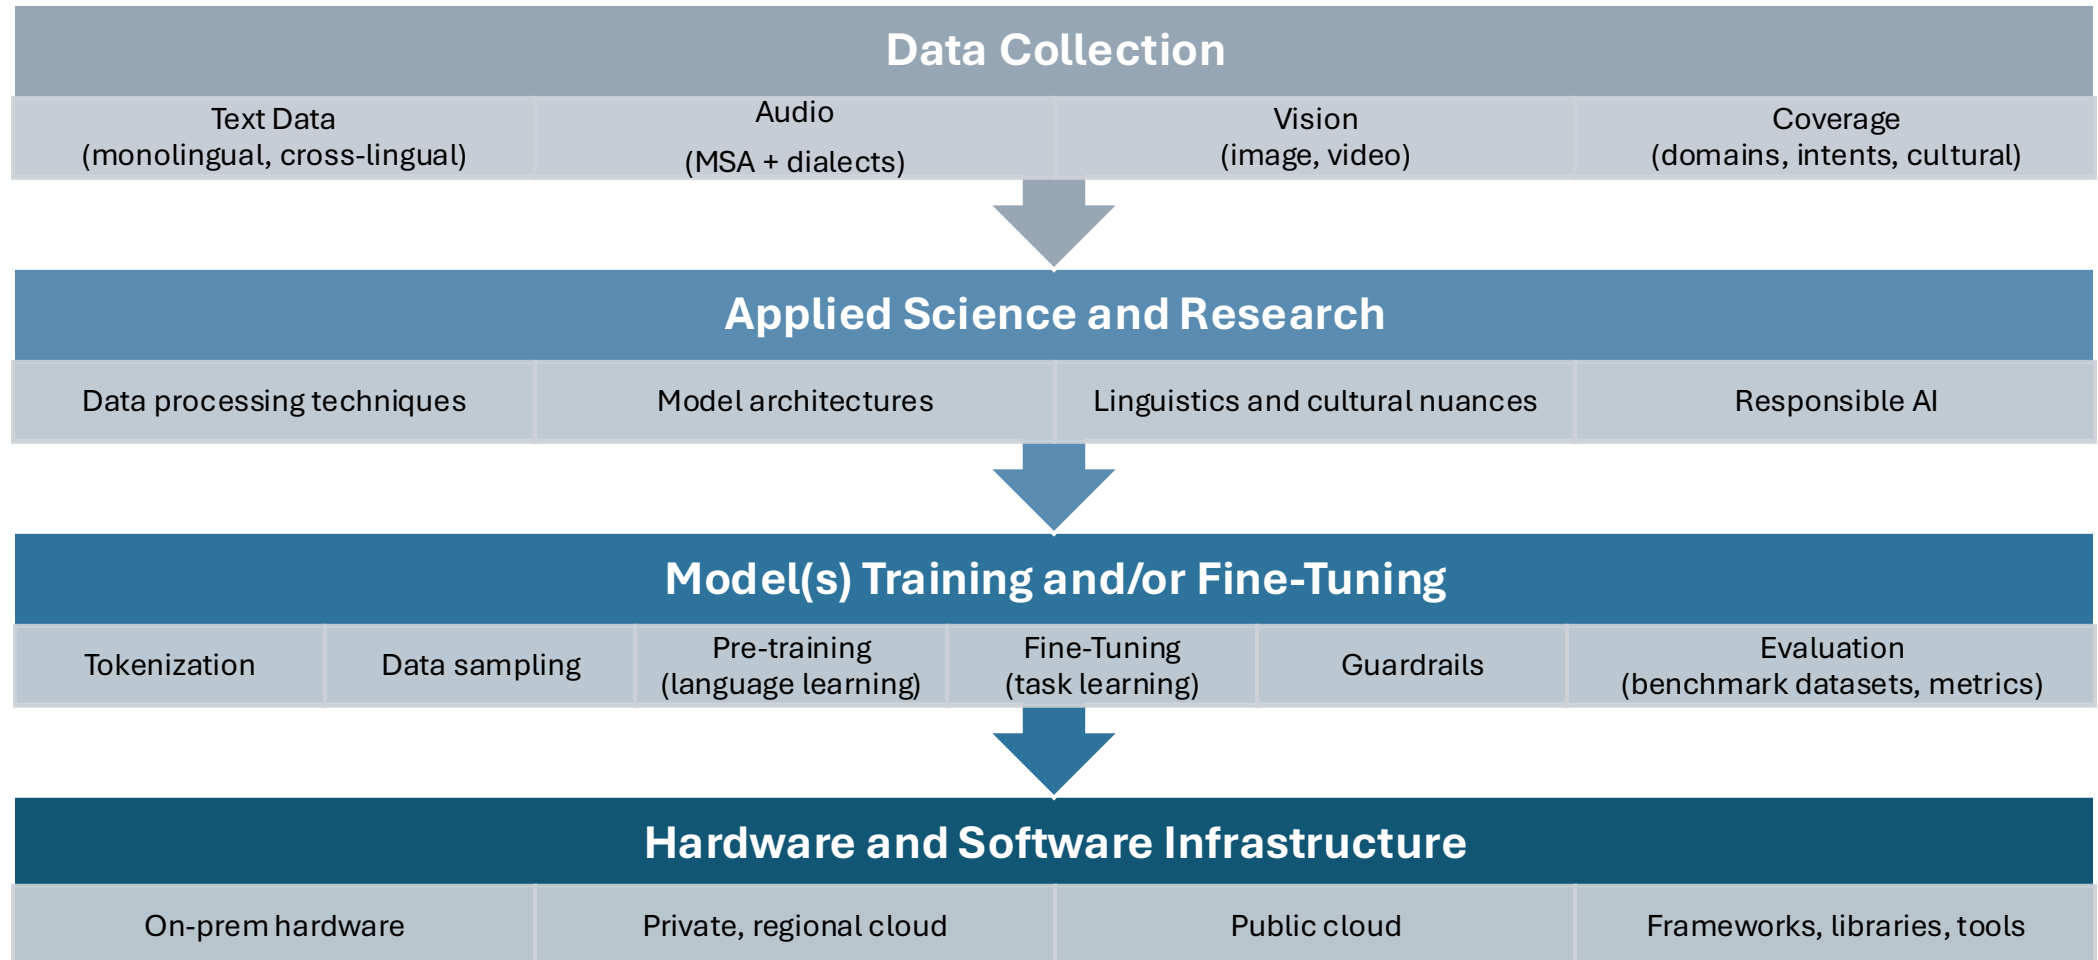 Data Collection
Text Data
(monolingual, cross-lingual)
Audio
(MSA + dialects)
Vision
(image, video)
Coverage
(domains, intents, cultural)
Applied Science and Research
Data processing techniques
Model architectures
Linguistics and cultural nuances
Responsible AI
Model(s) Training and/or Fine-Tuning
Tokenization
Data sampling
Pre-training
(language learning)
Fine-Tuning
(task learning)
Guardrails
Evaluation
(benchmark datasets, metrics)
Hardware and Software Infrastructure
On-prem hardware
Private, regional cloud
Public cloud
Frameworks, libraries, tools